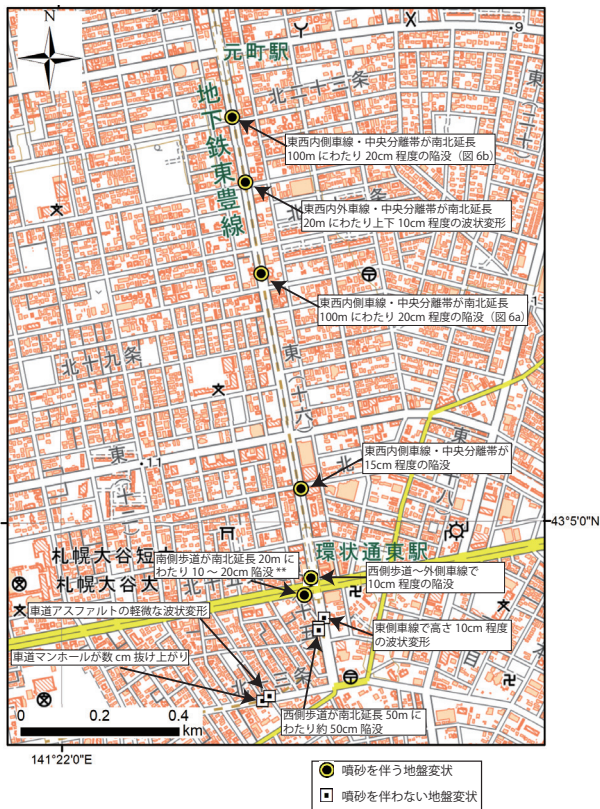 元町駅
・9
北二十三条
東二十
地下鉄東豊線
東西内側車線・中央分離帯が南北延長
100m にわたり 20cm 程度の陥没（図 6b）
東西内外車線・中央分離帯が南北延長
20m にわたり上下 10cm 程度の波状変形
東西内側車線・中央分離帯が南北延長
100m にわたり 20cm 程度の陥没（図 6a）
北十九条
東（十六）
東西内側車線・中央分離帯が
15cm 程度の陥没
・11
東十八
43°5'0"N
札幌大谷短大
札幌大谷大
環状通東駅
南側歩道が南北延長 20m に
わたり 10 ～ 20cm 陥没 **
西側歩道～外側車線で
10cm 程度の陥没
車道アスファルトの軽微な波状変形
東側車線で高さ 10cm 程度
の波状変形
車道マンホールが数 cm 抜け上がり
西側歩道が南北延長 50m に
わたり約 50cm 陥没
0 0.2 0.4
km
141°22'0"E
噴砂を伴う地盤変状
噴砂を伴わない地盤変状